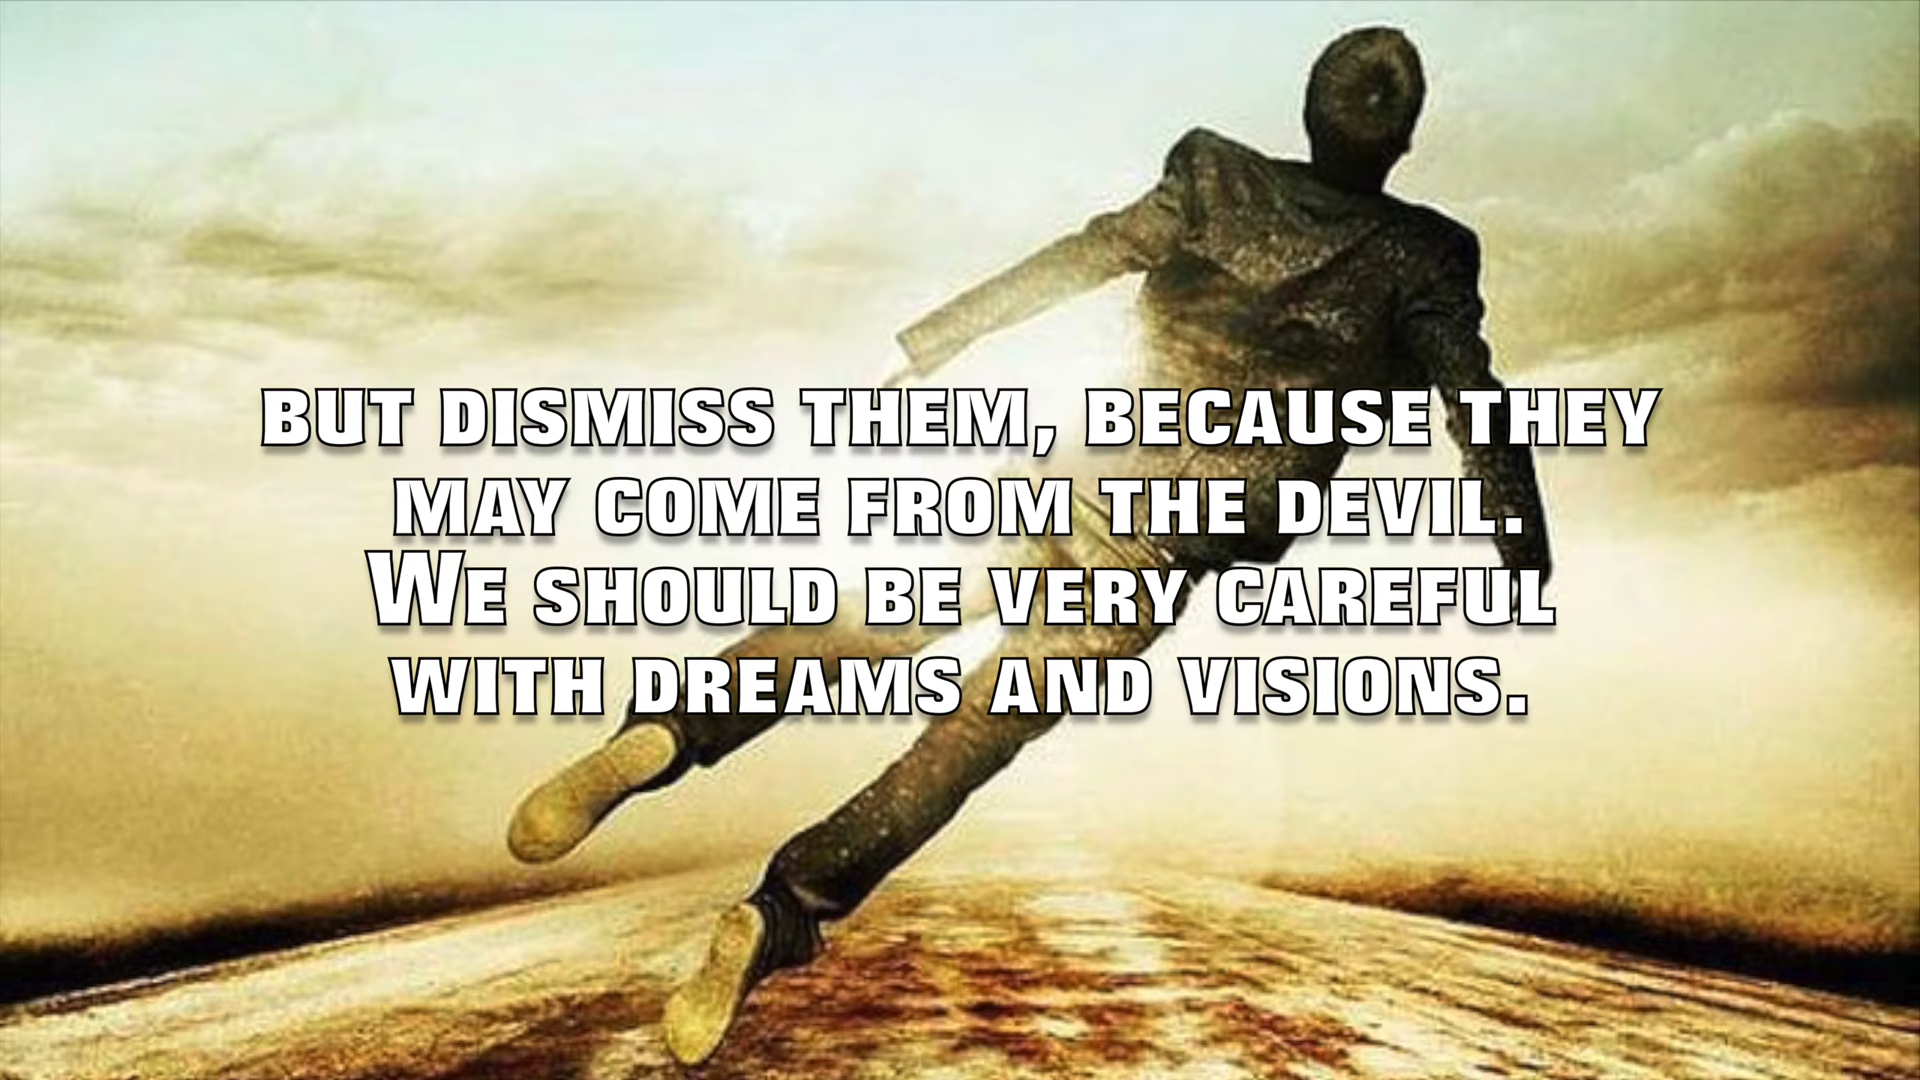 but dismiss them, because they
may come from the devil.
We should be very careful
with dreams and visions.